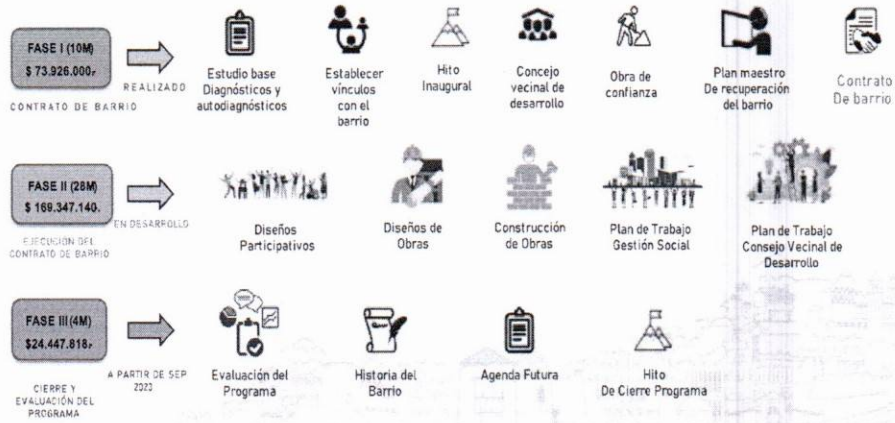 FASE I (10M)
$ 73.926.000.-
CONTRATO DE BARRIO
REALIZADO
Estudio base
Diagnósticos y
autodiagnósticos
Establecer
vínculos
con el
barrio
Hito
Inaugural
Concejo
vecinal de
desarrollo
Obra de
confianza
Plan maestro
De recuperación
del barrio
Contrato
De barrio
FASE II (28M)
$ 169.347.140.
EJECUCIÓN DEL
CONTRATO DE BARRIO
EN DESARROLLO
Diseños
Participativos
Diseños de
Obras
Construcción
de Obras
Plan de Trabajo
Gestión Social
Plan de Trabajo
Consejo Vecinal de
Desarrollo
FASE III (4M)
$24.447.818.-
CIERRE Y
EVALUACIÓN DEL
PROGRAMA
A PARTIR DE SEP
2023
Evaluación del
Programa
Historia del
Barrio
Agenda Futura
Hito
De Cierre Programa